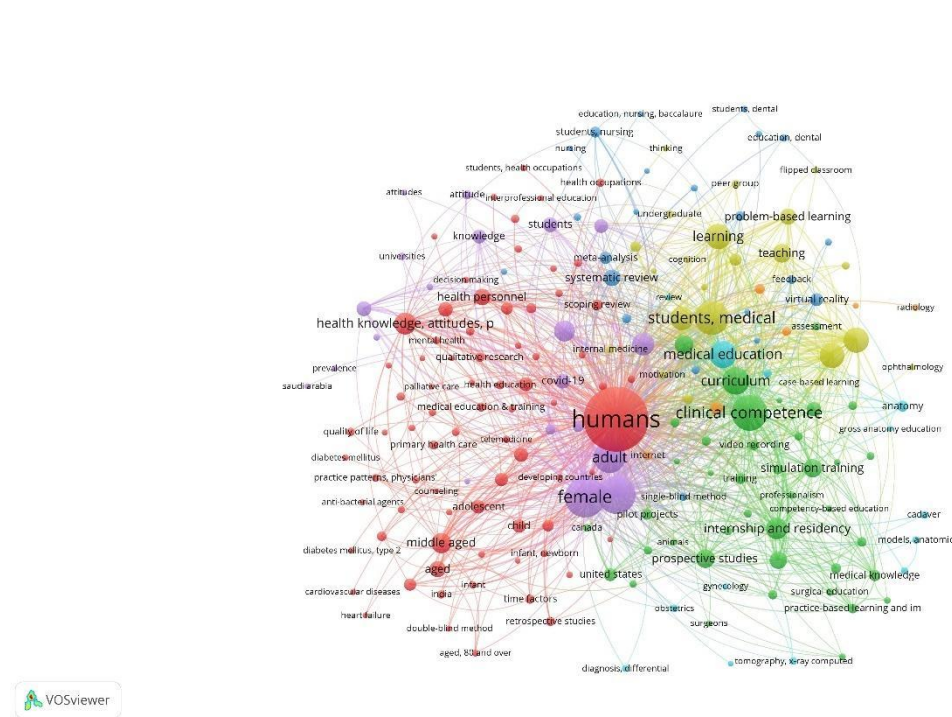 students, dental
education, nursing, baccalaure
students, nursing
education, dental
nursing
thinking
students, health occupations
flipped classroom
health occupations
peer group
attitudes
attitude
interprofessional education
undergraduate
problem-based learning
students
knowledge
learning
teaching
universities
meta-analysis
cognition
systematic review
decision-making
feedback
health personnel
review
virtual reality
scoping review
radiology
students, medical
health knowledge, attitudes, p
assessment
mental health
internal medicine
medical education
qualitative research
prevalence
motivation
ophthalmology
saudi arabia
palliative care
health education
covid-19
curriculum
case based learning
medical education & training
humans
clinical competence
anatomy
quality of life
gross anatomy education
primary health care
telemedicine
video recording
diabetes mellitus
adult
internet
simulation training
practice patterns, physicians'
developing countries
training
counseling
female
single-blind method
professionalism
anti-bacterial agents
adolescent
competency-based education
pilot projects
cadaver
child
canada
internship and residency
middle aged
animals
models, anatomic
diabetes mellitus, type 2
infant, newborn
prospective studies
aged
united states
medical knowledge
cardiovascular diseases
india
infant
gynecology
surgical education
time factors
obstetrics
practice-based learning and im
heart failure
retrospective studies
surgeons
double-blind method
aged, 80 and over
tomography, x-ray computed
diagnosis, differential
VOSviewer